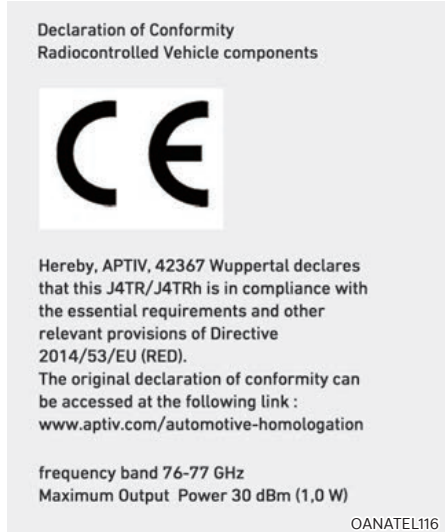 Declaration of Conformity
Radiocontrolled Vehicle components
CE
Hereby, APTIV, 42367 Wuppertal declares
that this J4TR/J4TRh is in compliance with
the essential requirements and other
relevant provisions of Directive
2014/53/EU (RED).
The original declaration of conformity can
be accessed at the following link :
www.aptiv.com/automotive-homologation
frequency band 76-77 GHz
Maximum Output  Power 30 dBm (1,0 W)
OANATEL116